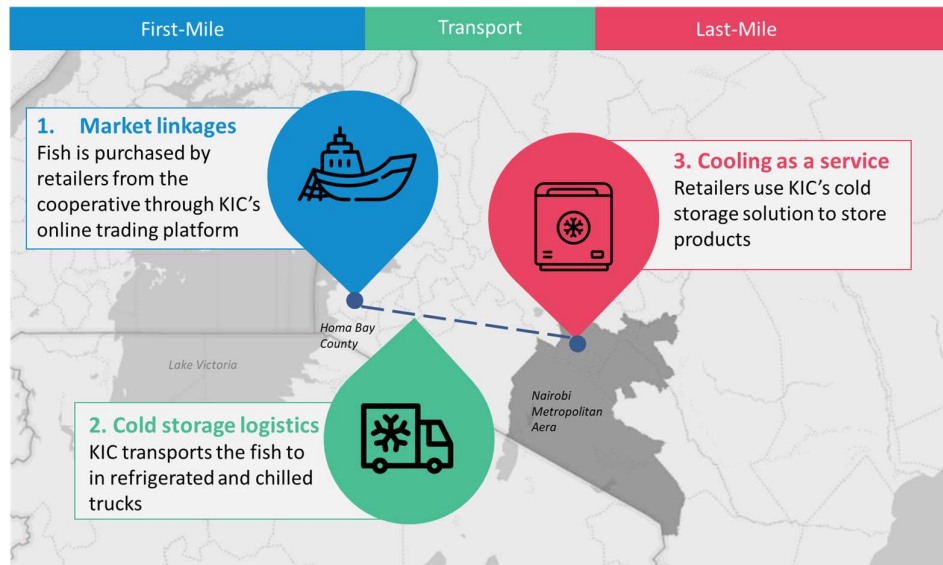 First-Mile
Transport
Last-Mile
1. Market linkages
Fish is purchased by
retailers from the
cooperative through KIC's
online trading platform
3. Cooling as a service
Retailers use KIC's cold
storage solution to store
products
Homa Bay
County
Lake Victoria
Nairobi
Metropolitan
Aera
2. Cold storage logistics
KIC transports the fish to
in refrigerated and chilled
trucks